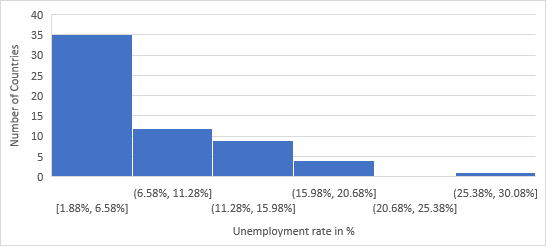 40
35
30
25
20
15
10
5
0
Number of Countries
(6.58%, 11.28%] (15.98%, 20.68%] (25.38%, 30.08%]
[1.88%, 6.58%] (11.28%, 15.98%] (20.68%, 25.38%]
Unemployment rate in %